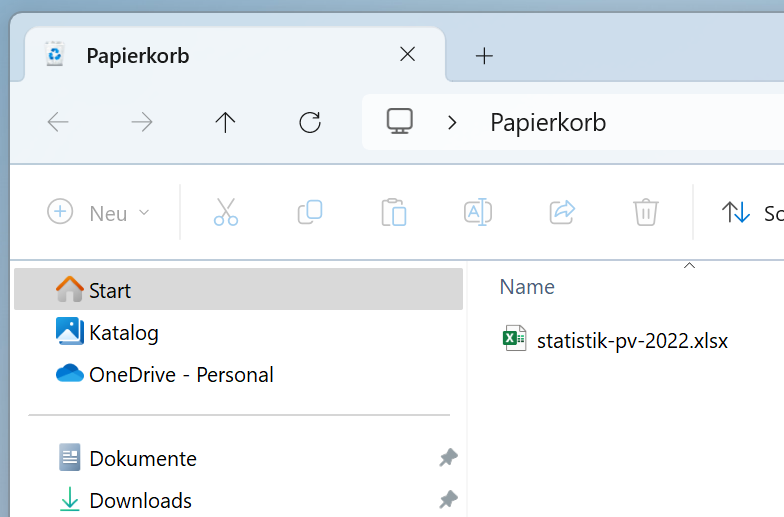 Papierkorb
Papierkorb
Neu
Start
Katalog
OneDrive - Personal
Dokumente
Downloads
Name
statistik-pv-2022.xlsx